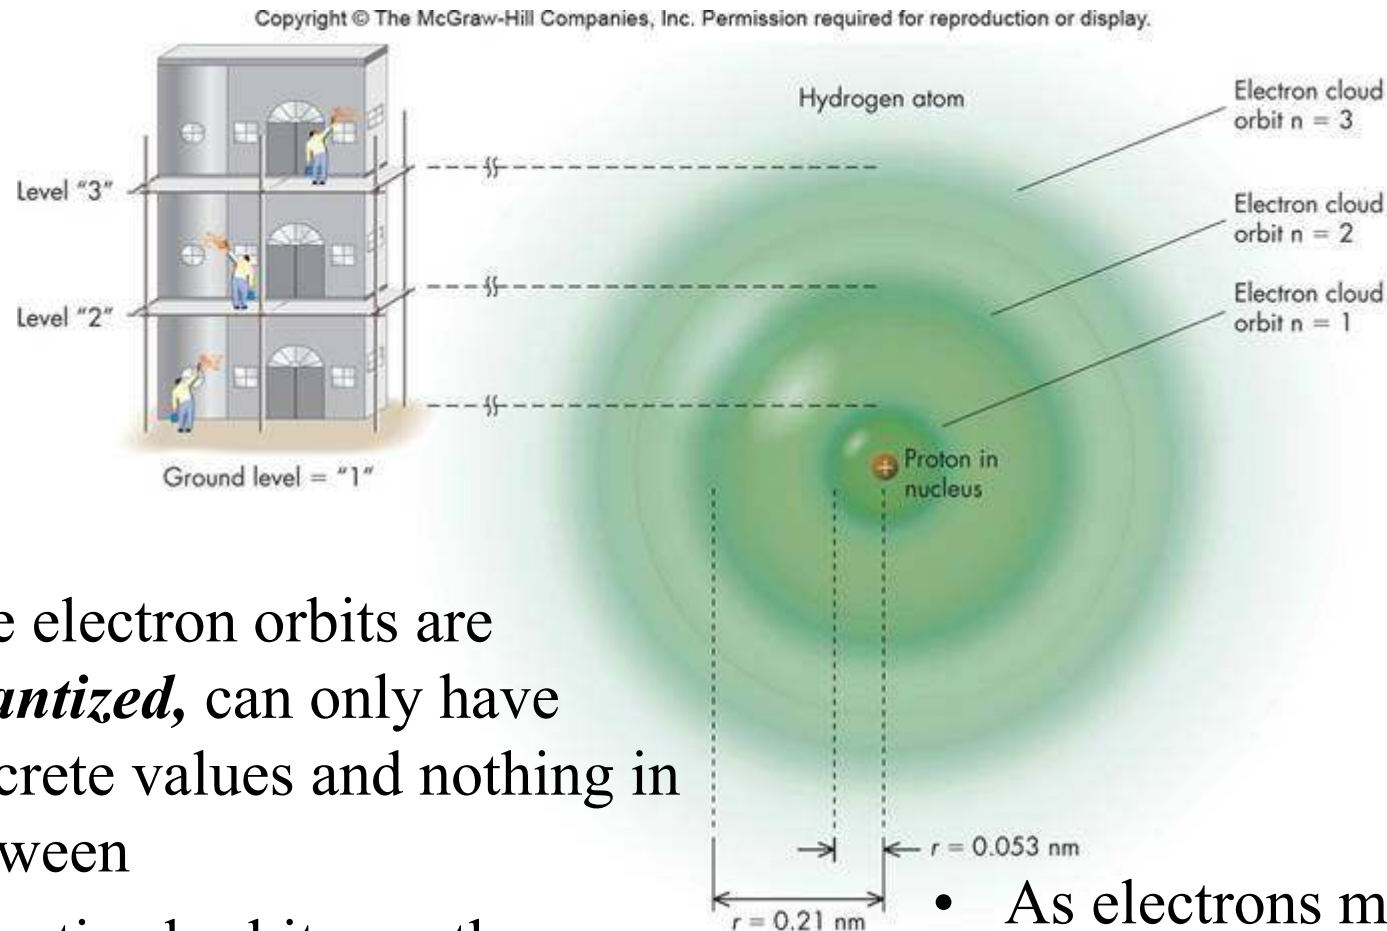 Copyright © The McGraw-Hill Companies, Inc. Permission required for reproduction or display.
Hydrogen atom
Electron cloud
orbit n = 3
Level "3"
Electron cloud
orbit n = 2
Electron cloud
orbit n = 1
Level "2"
Proton in
nucleus
Ground level = "1"
e electron orbits are
antized, can only have
crete values and nothing in
ween
r = 0.053 nm
r = 0.21 nm
• As electrons m